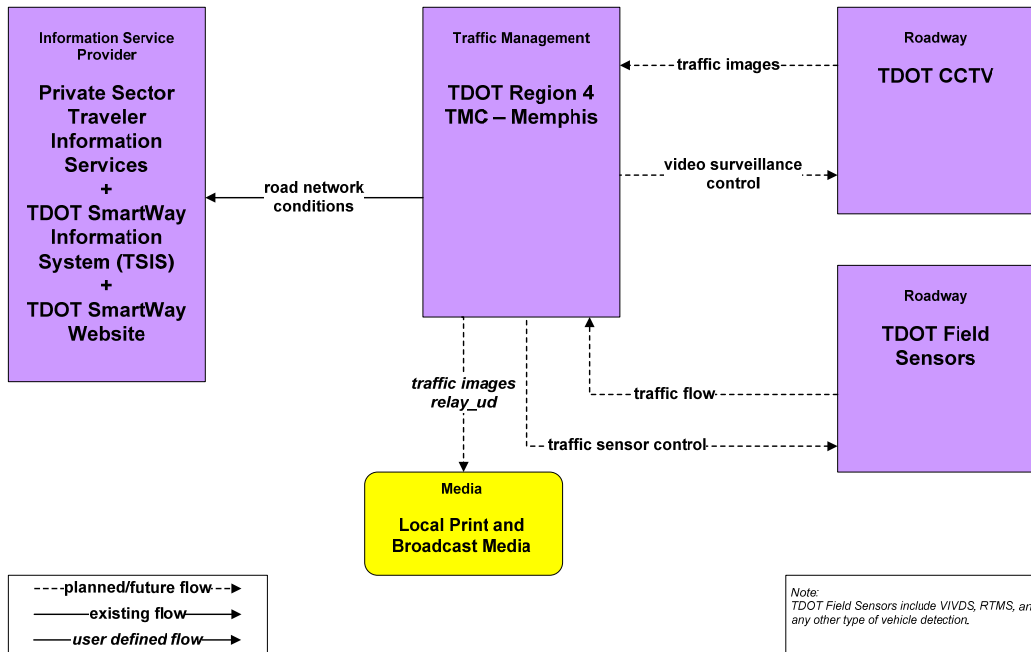 Information Service
Provider
Private Sector
Traveler
Information
Services
+
TDOT SmartWay
Information
System (TSIS)
+
TDOT SmartWay
Website
road network
conditions
Traffic Management
TDOT Region 4
TMC – Memphis
traffic images
video surveillance
control
Roadway
TDOT CCTV
Roadway
TDOT Field
Sensors
traffic flow
traffic sensor control
traffic images
relay_ud
Media
Local Print and
Broadcast Media
planned/future flow
existing flow
user defined flow
Note:
TDOT Field Sensors include VIVDS, RTMS, an
any other type of vehicle detection.